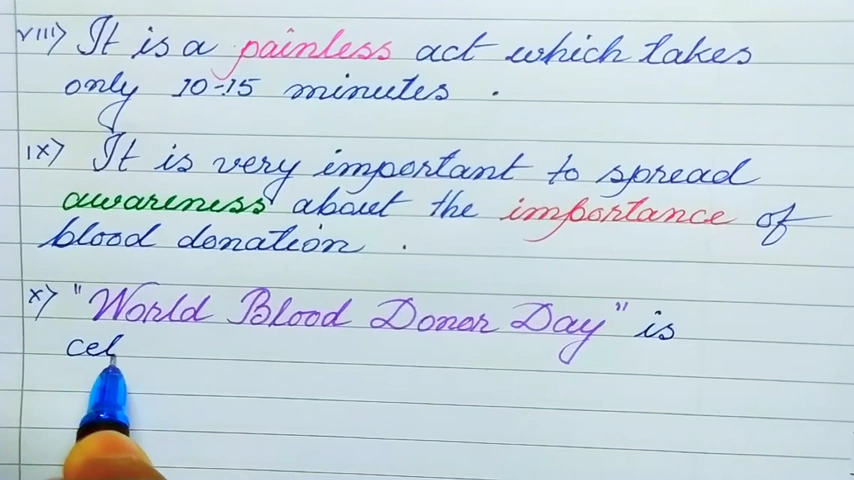 viii) It is a painless act which takes
only 10-15 minutes .
ix) It is very important to spread
awareness about the importance of
blood donation .
x) "World Blood Donor Day" is
cel